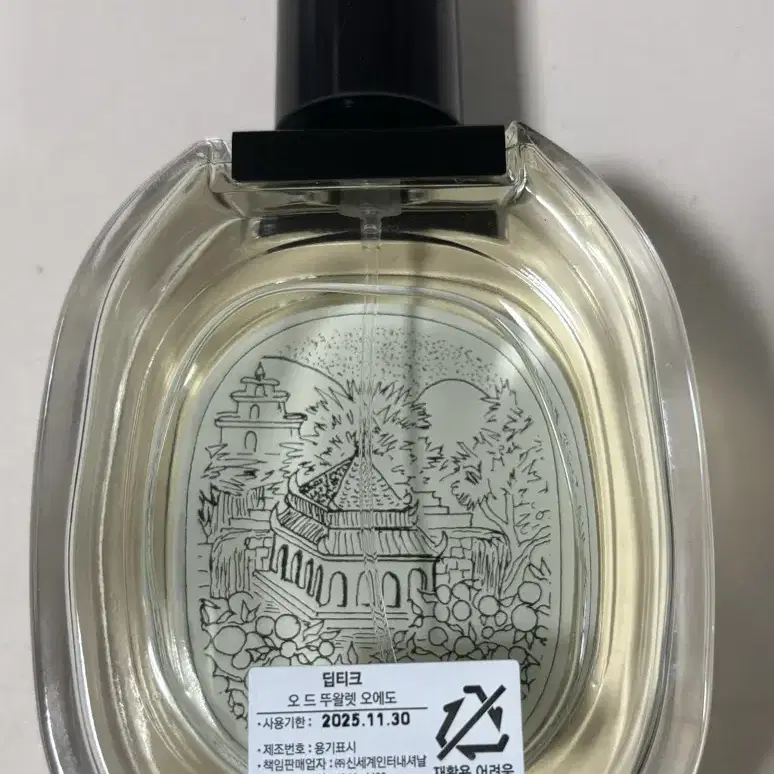 딥티크
오 드 뚜왈렛 오에도
·사용기한 : 2025.11.30
·제조번호 : 용기표시
·책임판매업자 : ㈜신세계인터내셔날
재활용 어려움